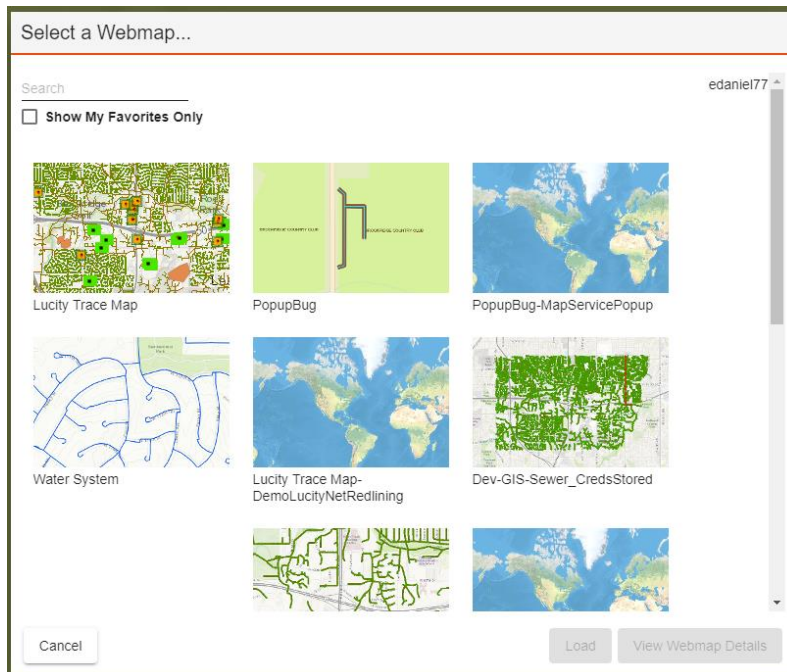 Select a Webmap...
Search
edaniel77
Show My Favorites Only
Lucity Trace Map
PopupBug
PopupBug-MapServicePopup
Water System
Lucity Trace Map-
DemoLucityNetRedlining
Dev-GIS-Sewer_CredsStored
Cancel
Load
View Webmap Details